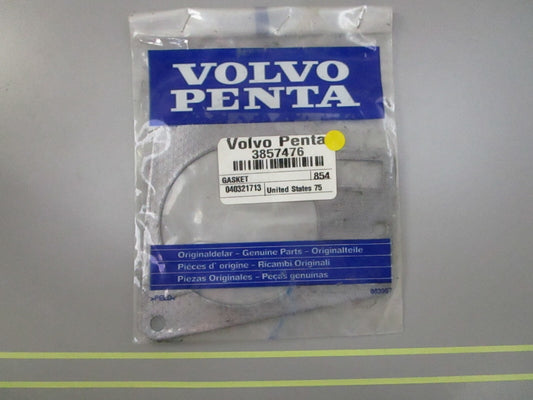 VOLVO
PENTA
Volvo Penta
3857476
GASKET 854
040321713 United States 75
Originaldelar - Genuine Parts - Originalteile
Pièces d' origine - Ricambi Originali
Piezas Originales - Peças genuinas
>PELD<